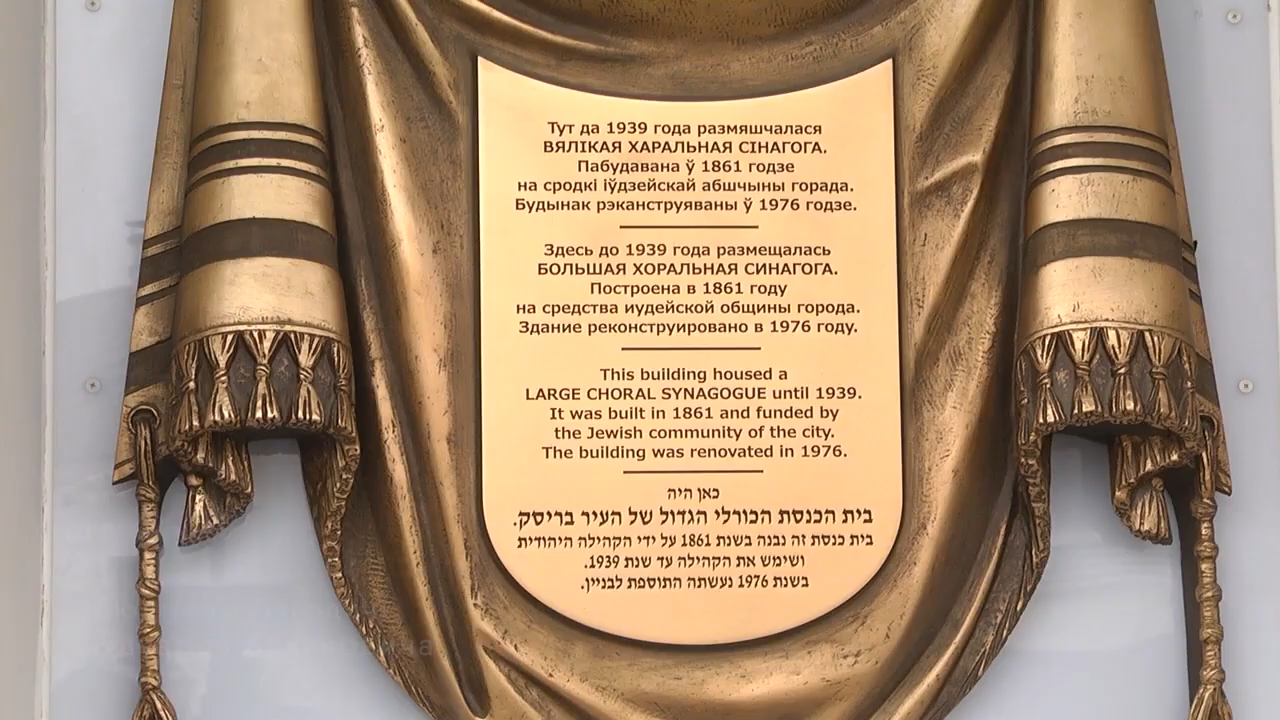 Тут да 1939 года размяшчалася
ВЯЛІКАЯ ХАРАЛЬНАЯ СІНАГОГА.
Пабудавана ў 1861 годзе
на сродкі іўдзейскай абшчыны горада.
Будынак рэканструяваны ў 1976 годзе.
Здесь до 1939 года размещалась
БОЛЬШАЯ ХОРАЛЬНАЯ СИНАГОГА.
Построена в 1861 году
на средства иудейской общины города.
Здание реконструировано в 1976 году.
This building housed a
LARGE CHORAL SYNAGOGUE until 1939.
It was built in 1861 and funded by
the Jewish community of the city.
The building was renovated in 1976.
כאן היה
בית הכנסת הכורלי הגדול של העיר בריסק.
בית כנסת זה נבנה בשנת 1861 על ידי הקהילה היהודית
ושימש את הקהילה עד שנת 1939.
בשנת 1976 נעשתה התוספת לבניין.